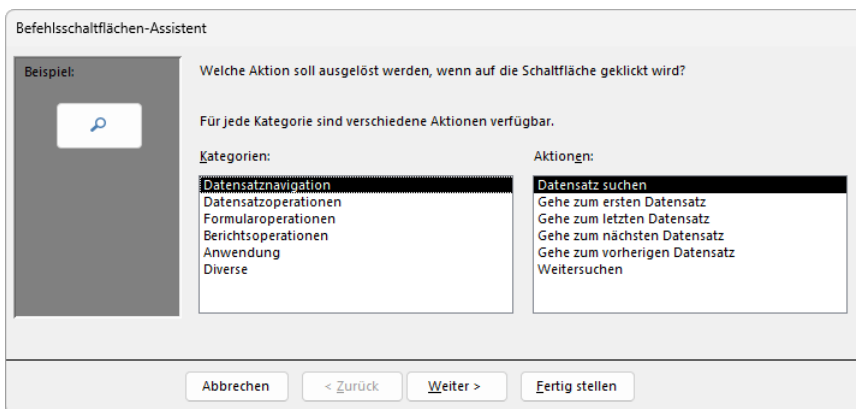 Befehlsschaltflächen-Assistent
Beispiel:
Welche Aktion soll ausgelöst werden, wenn auf die Schaltfläche geklickt wird?
Für jede Kategorie sind verschiedene Aktionen verfügbar.
Kategorien:
Datensatznavigation
Datensatzoperationen
Formularoperationen
Berichtsoperationen
Anwendung
Diverse
Aktionen:
Datensatz suchen
Gehe zum ersten Datensatz
Gehe zum letzten Datensatz
Gehe zum nächsten Datensatz
Gehe zum vorherigen Datensatz
Weitersuchen
Abbrechen
< Zurück
Weiter >
Fertig stellen